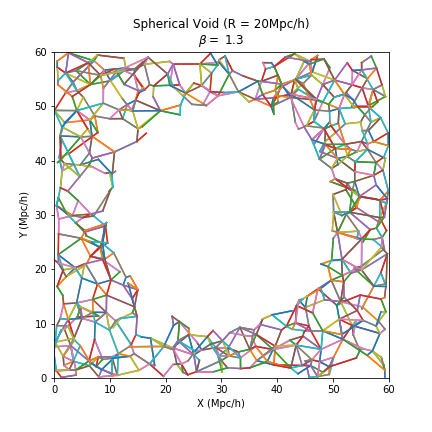 Spherical Void (R = 20Mpc/h)
β = 1.3
Y (Mpc/h)
60
50
40
30
20
10
0
0 10 20 30 40 50 60
X (Mpc/h)